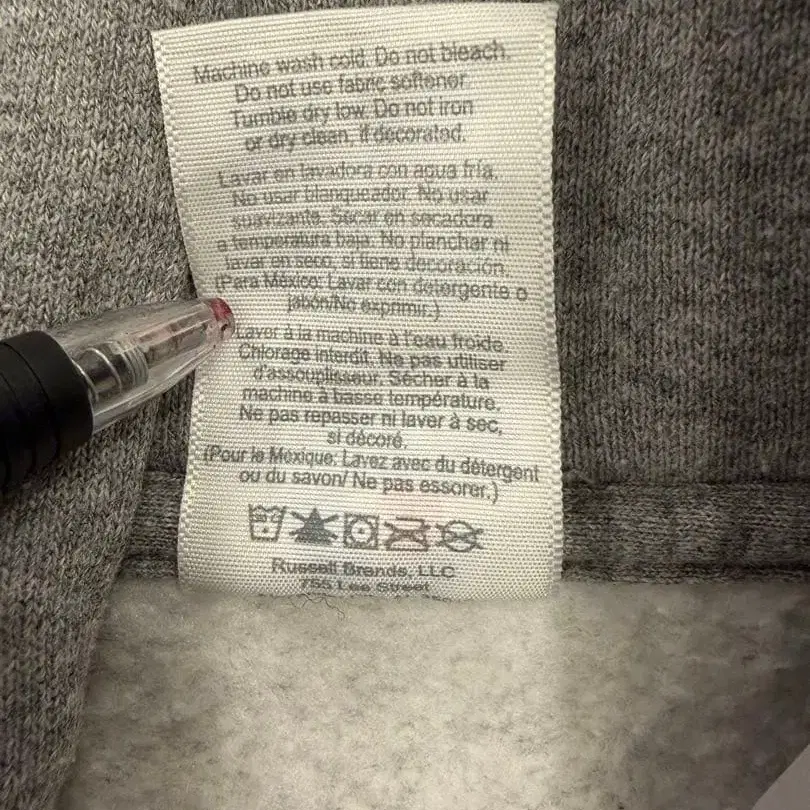 Machine wash cold. Do not bleach.
Do not use fabric softener.
Tumble dry low. Do not iron
or dry clean, if decorated.
Lavar en lavadora con agua fría.
No usar blanqueador. No usar
suavizante. Secar en secadora
a temperatura baja. No planchar ni
lavar en seco, si tiene decoración.
(Para México: Lavar con detergente o
jabón/No exprimir.)
Laver à la machine à l'eau froide
Chlorage interdit. Ne pas utiliser
d'assouplisseur. Sécher à la
machine à basse température.
Ne pas repasser ni laver à sec,
si décoré.
(Pour le Mexique: Lavez avec du détergent
ou du savon/ Ne pas essorer.)
Russell Brands, LLC
755 Lee Street